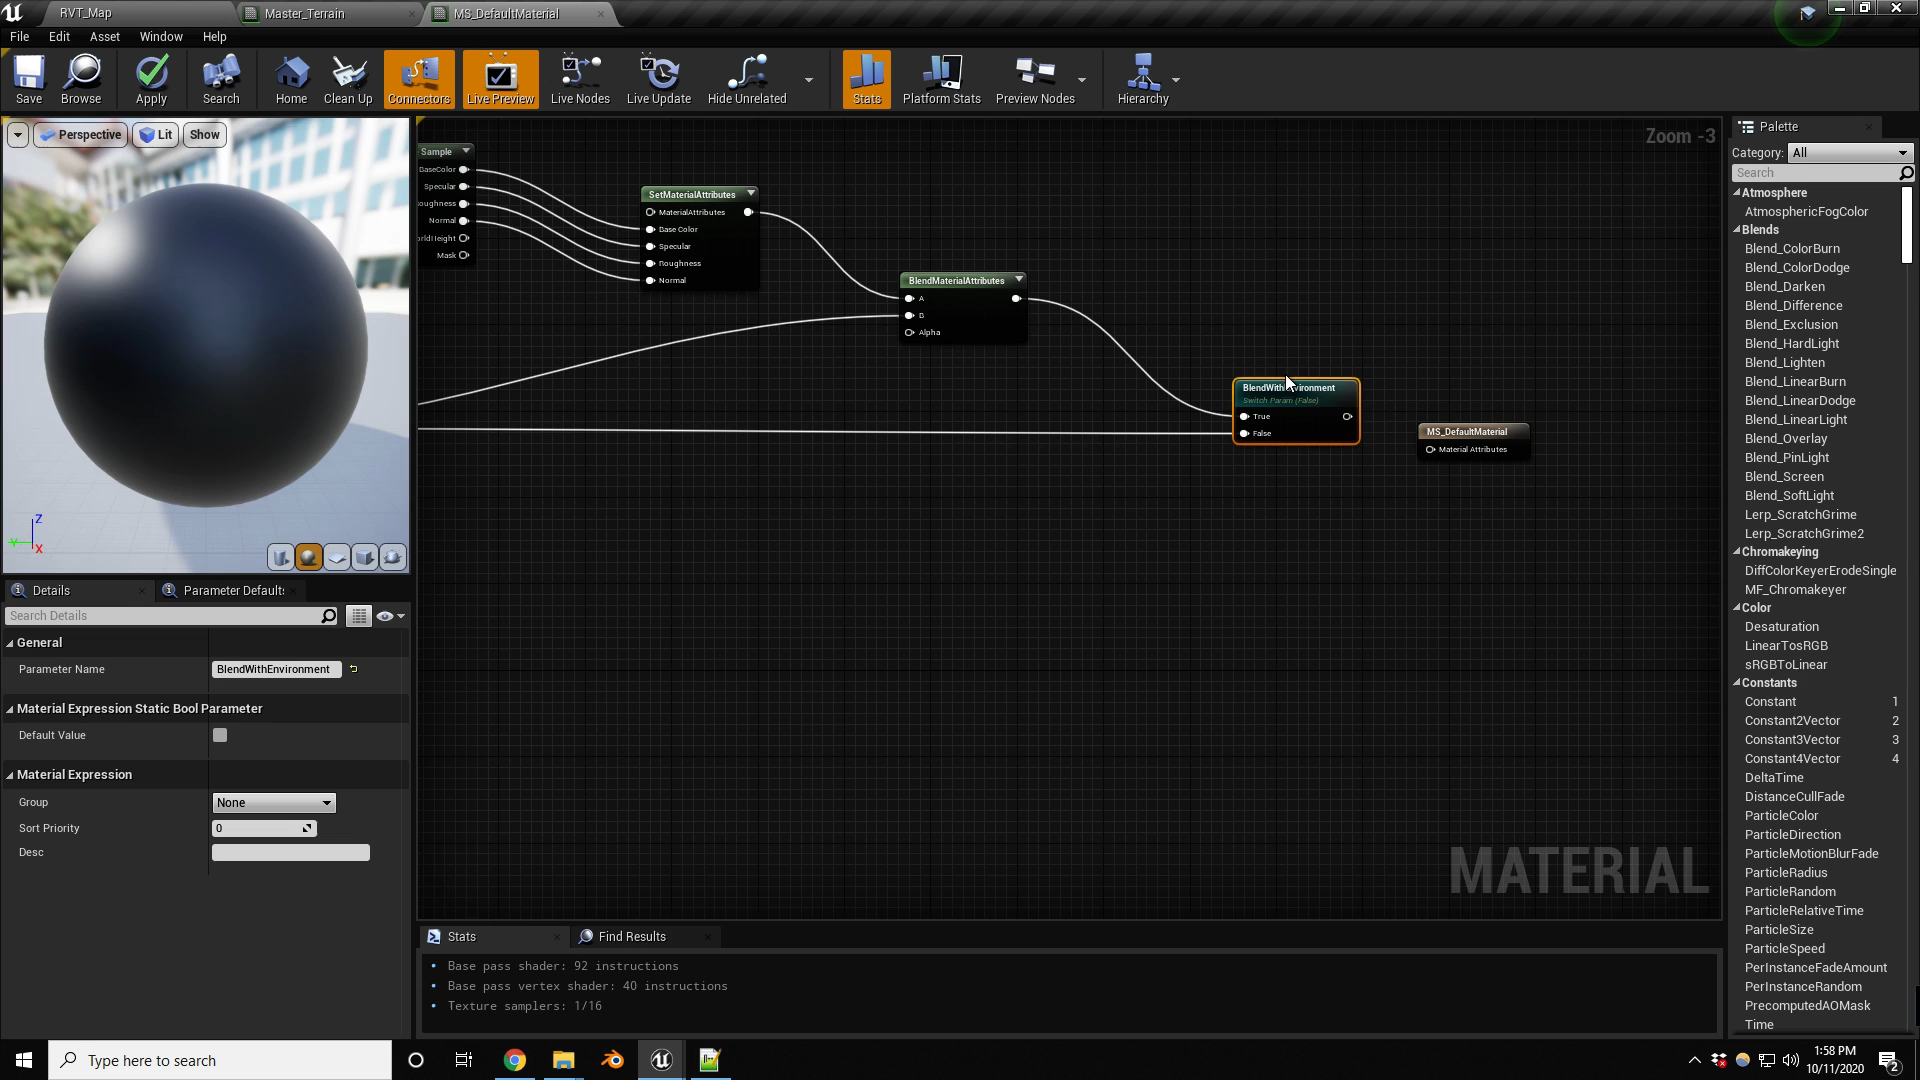 RVT_Map
Master_Terrain
MS_DefaultMaterial
File
Edit
Asset
Window
Help
Save
Browse
Apply
Search
Home
Clean Up
Connectors
Live Preview
Live Nodes
Live Update
Hide Unrelated
Stats
Platform Stats
Preview Nodes
Hierarchy
Perspective
Lit
Show
Z
Y
X
Zoom -3
Sample
BaseColor
Specular
oughness
Normal
Mask
SetMaterialAttributes
MaterialAttributes
Base Color
Specular
Roughness
Normal
BlendMaterialAttributes
A
B
Alpha
Switch Param (False)
True
False
MS_DefaultMaterial
Material Attributes
MATERIAL
Details
Parameter Default
Search Details
General
Parameter Name
BlendWithEnvironment
Material Expression Static Bool Parameter
Default Value
Material Expression
Group
None
Sort Priority
0
Desc
Stats
Find Results
Base pass shader: 92 instructions
Base pass vertex shader: 40 instructions
Texture samplers: 1/16
Palette
Category:
All
Search
Atmosphere
AtmosphericFogColor
Blends
Blend_ColorBurn
Blend_ColorDodge
Blend_Darken
Blend_Difference
Blend_Exclusion
Blend_HardLight
Blend_Lighten
Blend_LinearBurn
Blend_LinearDodge
Blend_LinearLight
Blend_Overlay
Blend_PinLight
Blend_Screen
Blend_SoftLight
Lerp_ScratchGrime
Lerp_ScratchGrime2
Chromakeying
DiffColorKeyerErodeSingle
MF_Chromakeyer
Color
Desaturation
LinearTosRGB
sRGBToLinear
Constants
Constant 1
Constant2Vector 2
Constant3Vector 3
Constant4Vector 4
DeltaTime
DistanceCullFade
ParticleColor
ParticleDirection
ParticleMotionBlurFade
ParticleRadius
ParticleRandom
ParticleRelativeTime
ParticleSize
ParticleSpeed
PerInstanceFadeAmount
PerInstanceRandom
PrecomputedAOMask
Time
Type here to search
1:58 PM
10/11/2020
2